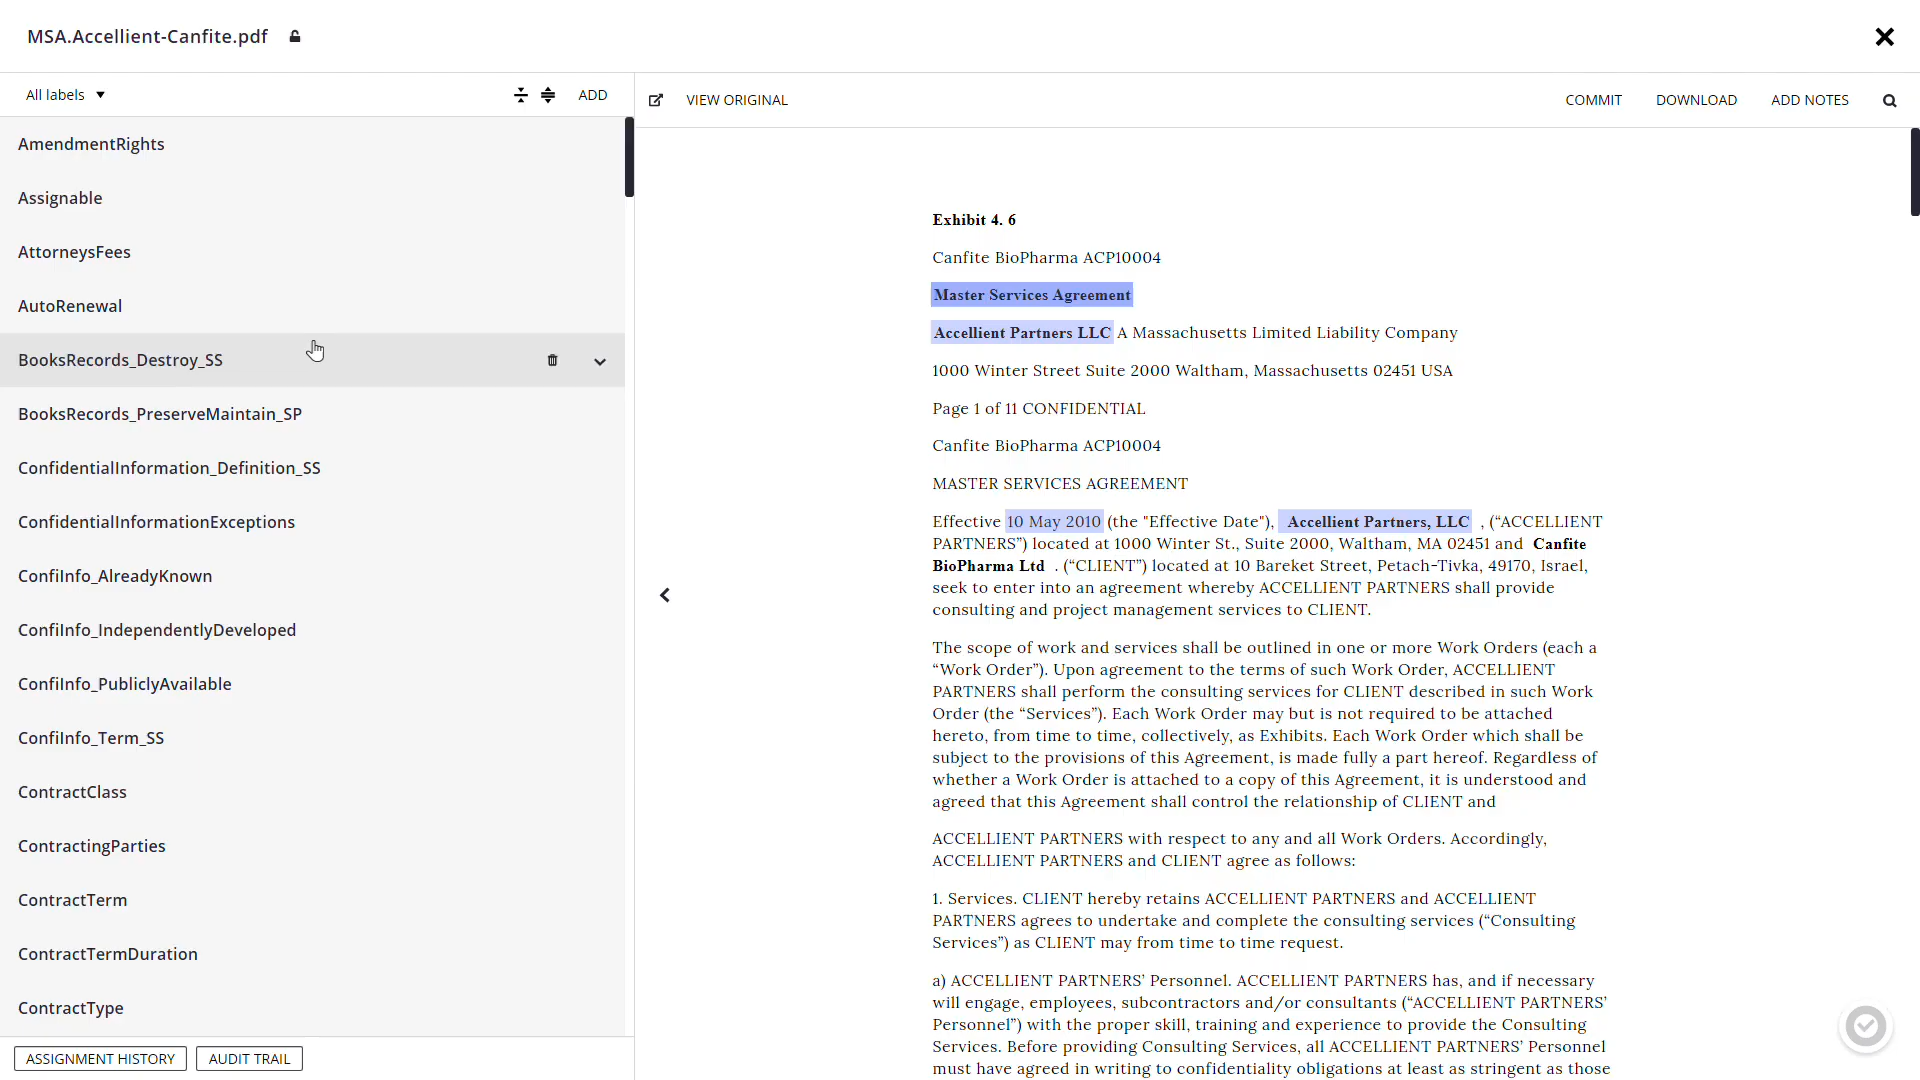 MSA.Accellient-Canfite.pdf
All labels
ADD
AmendmentRights
Assignable
AttorneysFees
AutoRenewal
BooksRecords_Destroy_SS
BooksRecords_PreserveMaintain_SP
ConfidentialInformation_Definition_SS
ConfidentialInformationExceptions
ConfiInfo_AlreadyKnown
ConfiInfo_IndependentlyDeveloped
ConfiInfo_PubliclyAvailable
ConfiInfo_Term_SS
ContractClass
ContractingParties
ContractTerm
ContractTermDuration
ContractType
ASSIGNMENT HISTORY
AUDIT TRAIL
VIEW ORIGINAL
COMMIT
DOWNLOAD
ADD NOTES
Exhibit 4. 6
Canfite BioPharma ACP10004
Master Services Agreement
Accellient Partners LLC A Massachusetts Limited Liability Company
1000 Winter Street Suite 2000 Waltham, Massachusetts 02451 USA
Page 1 of 11 CONFIDENTIAL
Canfite BioPharma ACP10004
MASTER SERVICES AGREEMENT
Effective 10 May 2010 (the "Effective Date"), Accellient Partners, LLC , (“ACCELLIENT
PARTNERS”) located at 1000 Winter St., Suite 2000, Waltham, MA 02451 and Canfite
BioPharma Ltd . (“CLIENT”) located at 10 Bareket Street, Petach-Tivka, 49170, Israel,
seek to enter into an agreement whereby ACCELLIENT PARTNERS shall provide
consulting and project management services to CLIENT.
The scope of work and services shall be outlined in one or more Work Orders (each a
“Work Order”). Upon agreement to the terms of such Work Order, ACCELLIENT
PARTNERS shall perform the consulting services for CLIENT described in such Work
Order (the “Services”). Each Work Order may but is not required to be attached
hereto, from time to time, collectively, as Exhibits. Each Work Order which shall be
subject to the provisions of this Agreement, is made fully a part hereof. Regardless of
whether a Work Order is attached to a copy of this Agreement, it is understood and
agreed that this Agreement shall control the relationship of CLIENT and
ACCELLIENT PARTNERS with respect to any and all Work Orders. Accordingly,
ACCELLIENT PARTNERS and CLIENT agree as follows:
1. Services. CLIENT hereby retains ACCELLIENT PARTNERS and ACCELLIENT
PARTNERS agrees to undertake and complete the consulting services (“Consulting
Services”) as CLIENT may from time to time request.
a) ACCELLIENT PARTNERS’ Personnel. ACCELLIENT PARTNERS has, and if necessary
will engage, employees, subcontractors and/or consultants (“ACCELLIENT PARTNERS’
Personnel”) with the proper skill, training and experience to provide the Consulting
Services. Before providing Consulting Services, all ACCELLIENT PARTNERS’ Personnel
must have agreed in writing to confidentiality obligations at least as stringent as those